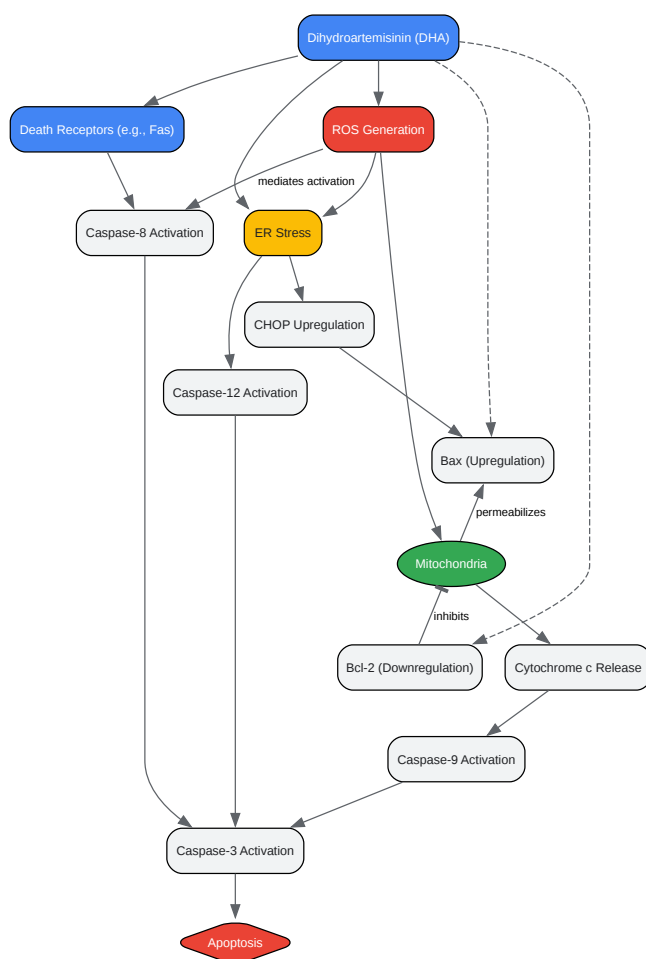 Dihydroartemisinin (DHA)
Death Receptors (e.g., Fas)
ROS Generation
mediates activation
Caspase-8 Activation
ER Stress
CHOP Upregulation
Caspase-12 Activation
Bax (Upregulation)
permeabilizes
Mitochondria
inhibits
Bcl-2 (Downregulation)
Cytochrome c Release
Caspase-9 Activation
Caspase-3 Activation
Apoptosis